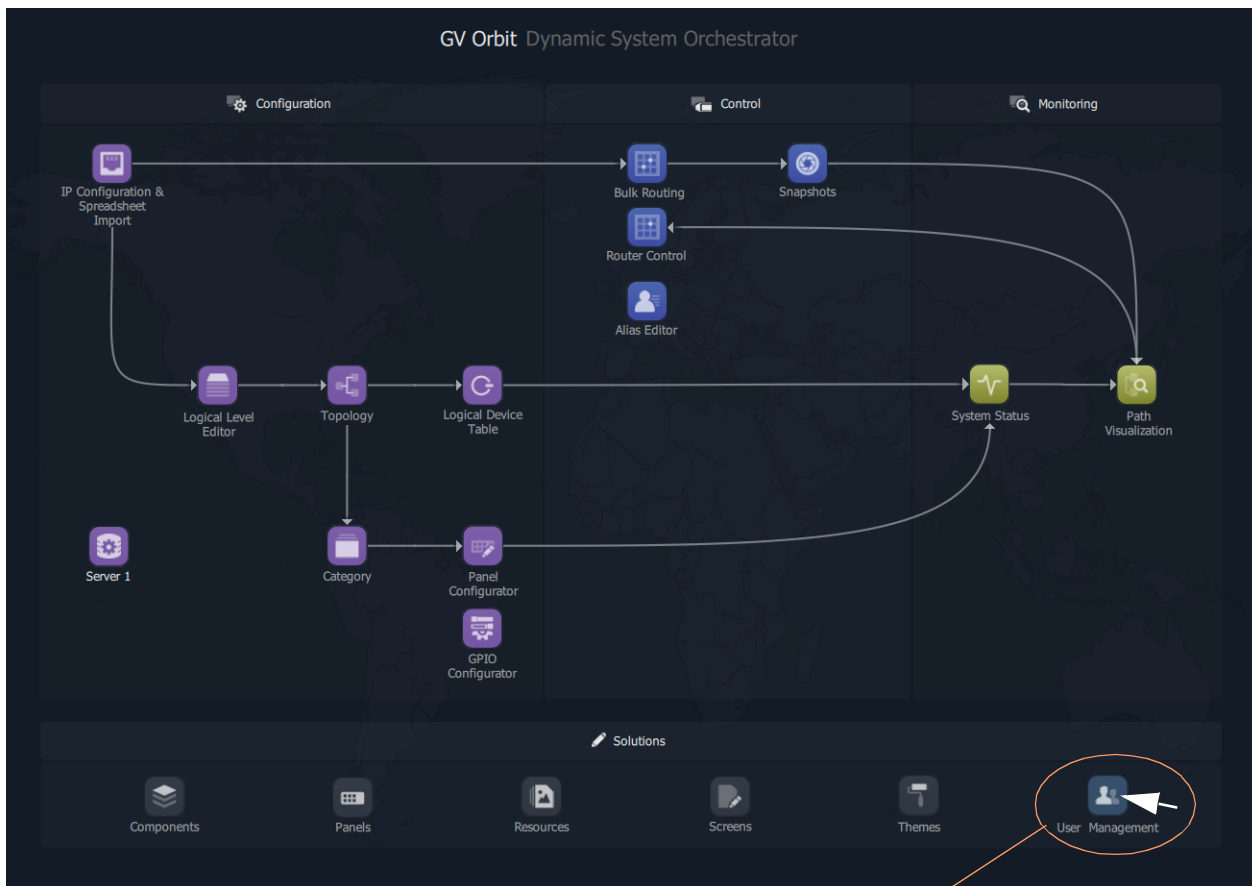 GV Orbit Dynamic System Orchestrator
Configuration
Control
Monitoring
IP Configuration &
Spreadsheet
Import
Bulk Routing
Snapshots
Router Control
Alias Editor
Logical Level
Editor
Topology
Logical Device
Table
System Status
Path
Visualization
Server 1
Category
Panel
Configurator
GPIO
Configurator
Solutions
Components
Panels
Resources
Screens
Themes
User Management